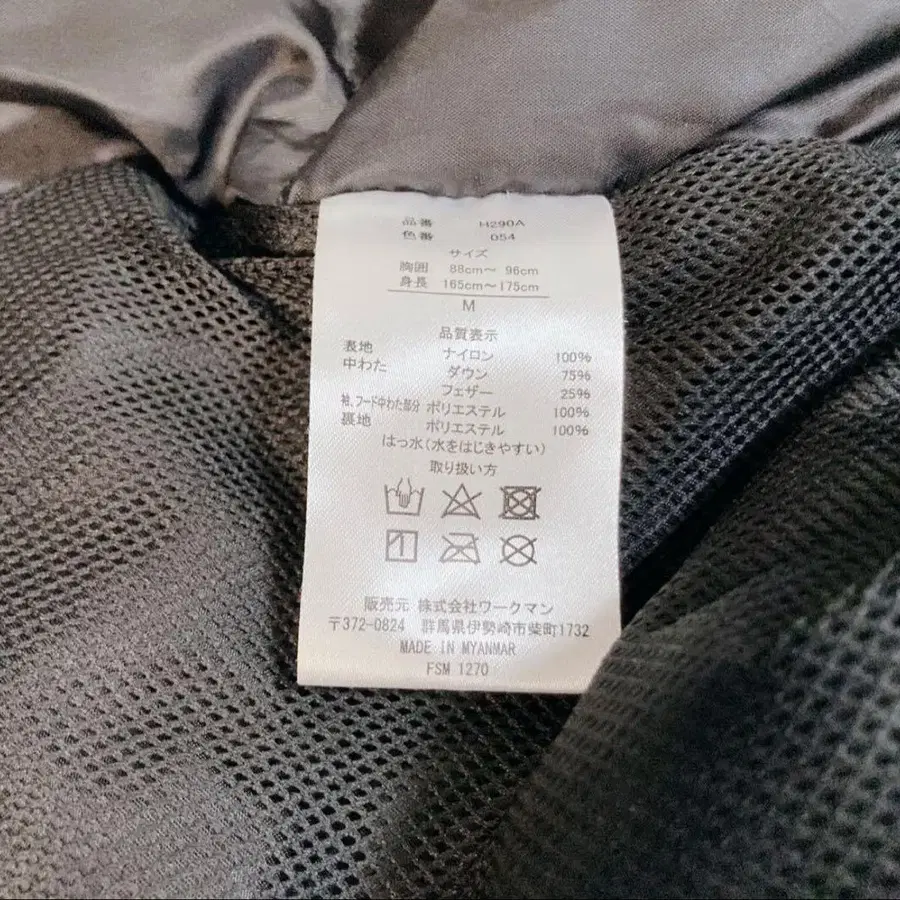 品番 H290A
色番 054
サイズ
胸囲 88cm～ 96cm
身長 165cm～175cm
M
品質表示
表地 ナイロン 100%
中わた ダウン 75%
フェザー 25%
袖、フード中わた部分 ポリエステル 100%
裏地 ポリエステル 100%
はっ水(水をはじきやすい)
取り扱い方
販売元 株式会社ワークマン
〒372-0824 群馬県伊勢崎市柴町1732
MADE IN MYANMAR
FSM 1270